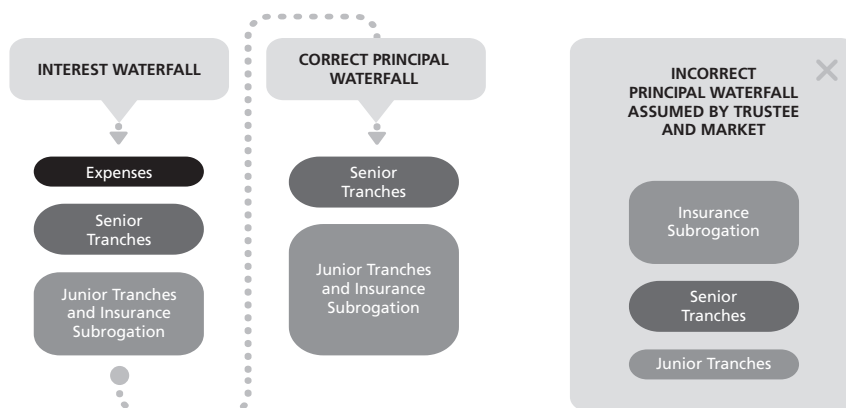 INTEREST WATERFALL
Expenses
Senior
Tranches
Junior Tranches
and Insurance
Subrogation
CORRECT PRINCIPAL
WATERFALL
Senior
Tranches
Junior Tranches
and Insurance
Subrogation
INCORRECT
PRINCIPAL WATERFALL
ASSUMED BY TRUSTEE
AND MARKET
Insurance
Subrogation
Senior
Tranches
Junior Tranches